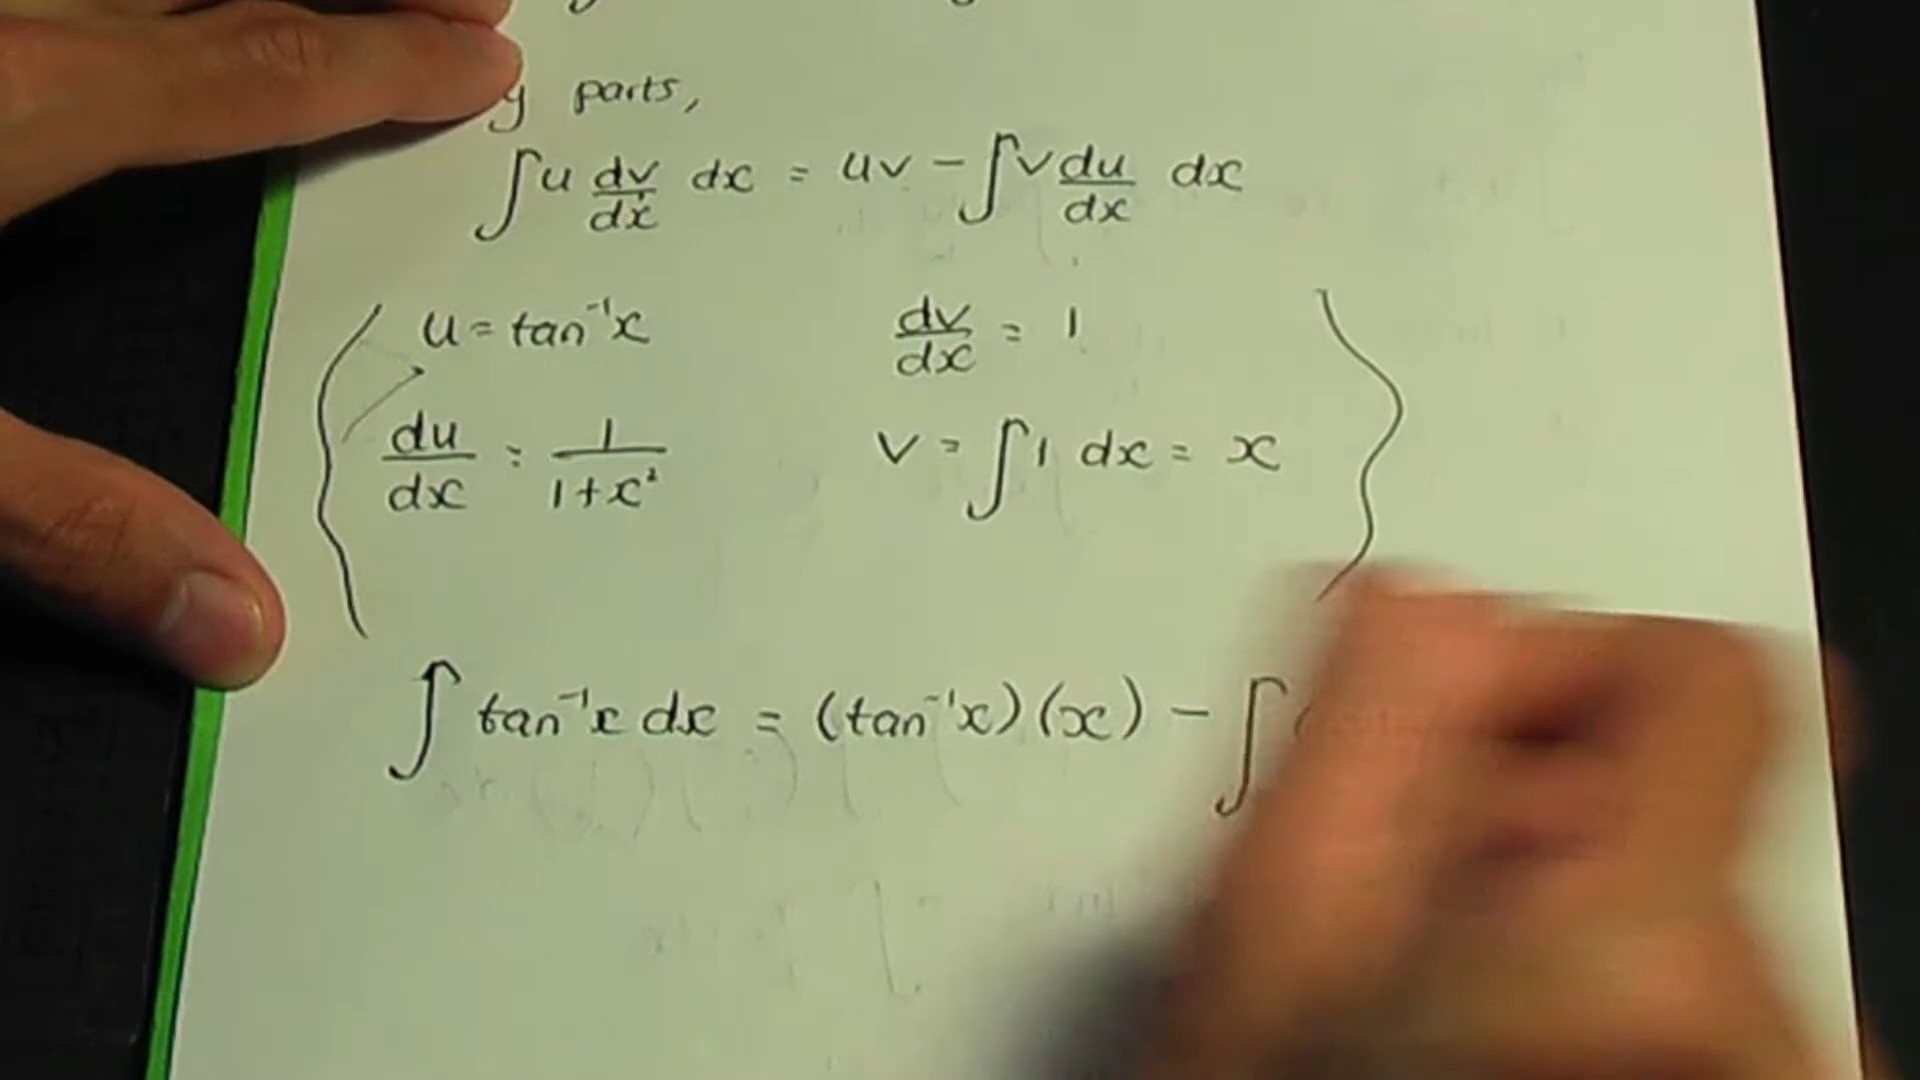 y parts,
∫ u dv/dx dx = uv - ∫ v du/dx dx
u = tan⁻¹x dv/dx = 1
du/dx = 1/(1+x²) v = ∫ 1 dx = x
∫ tan⁻¹x dx = (tan⁻¹x)(x) - ∫ (